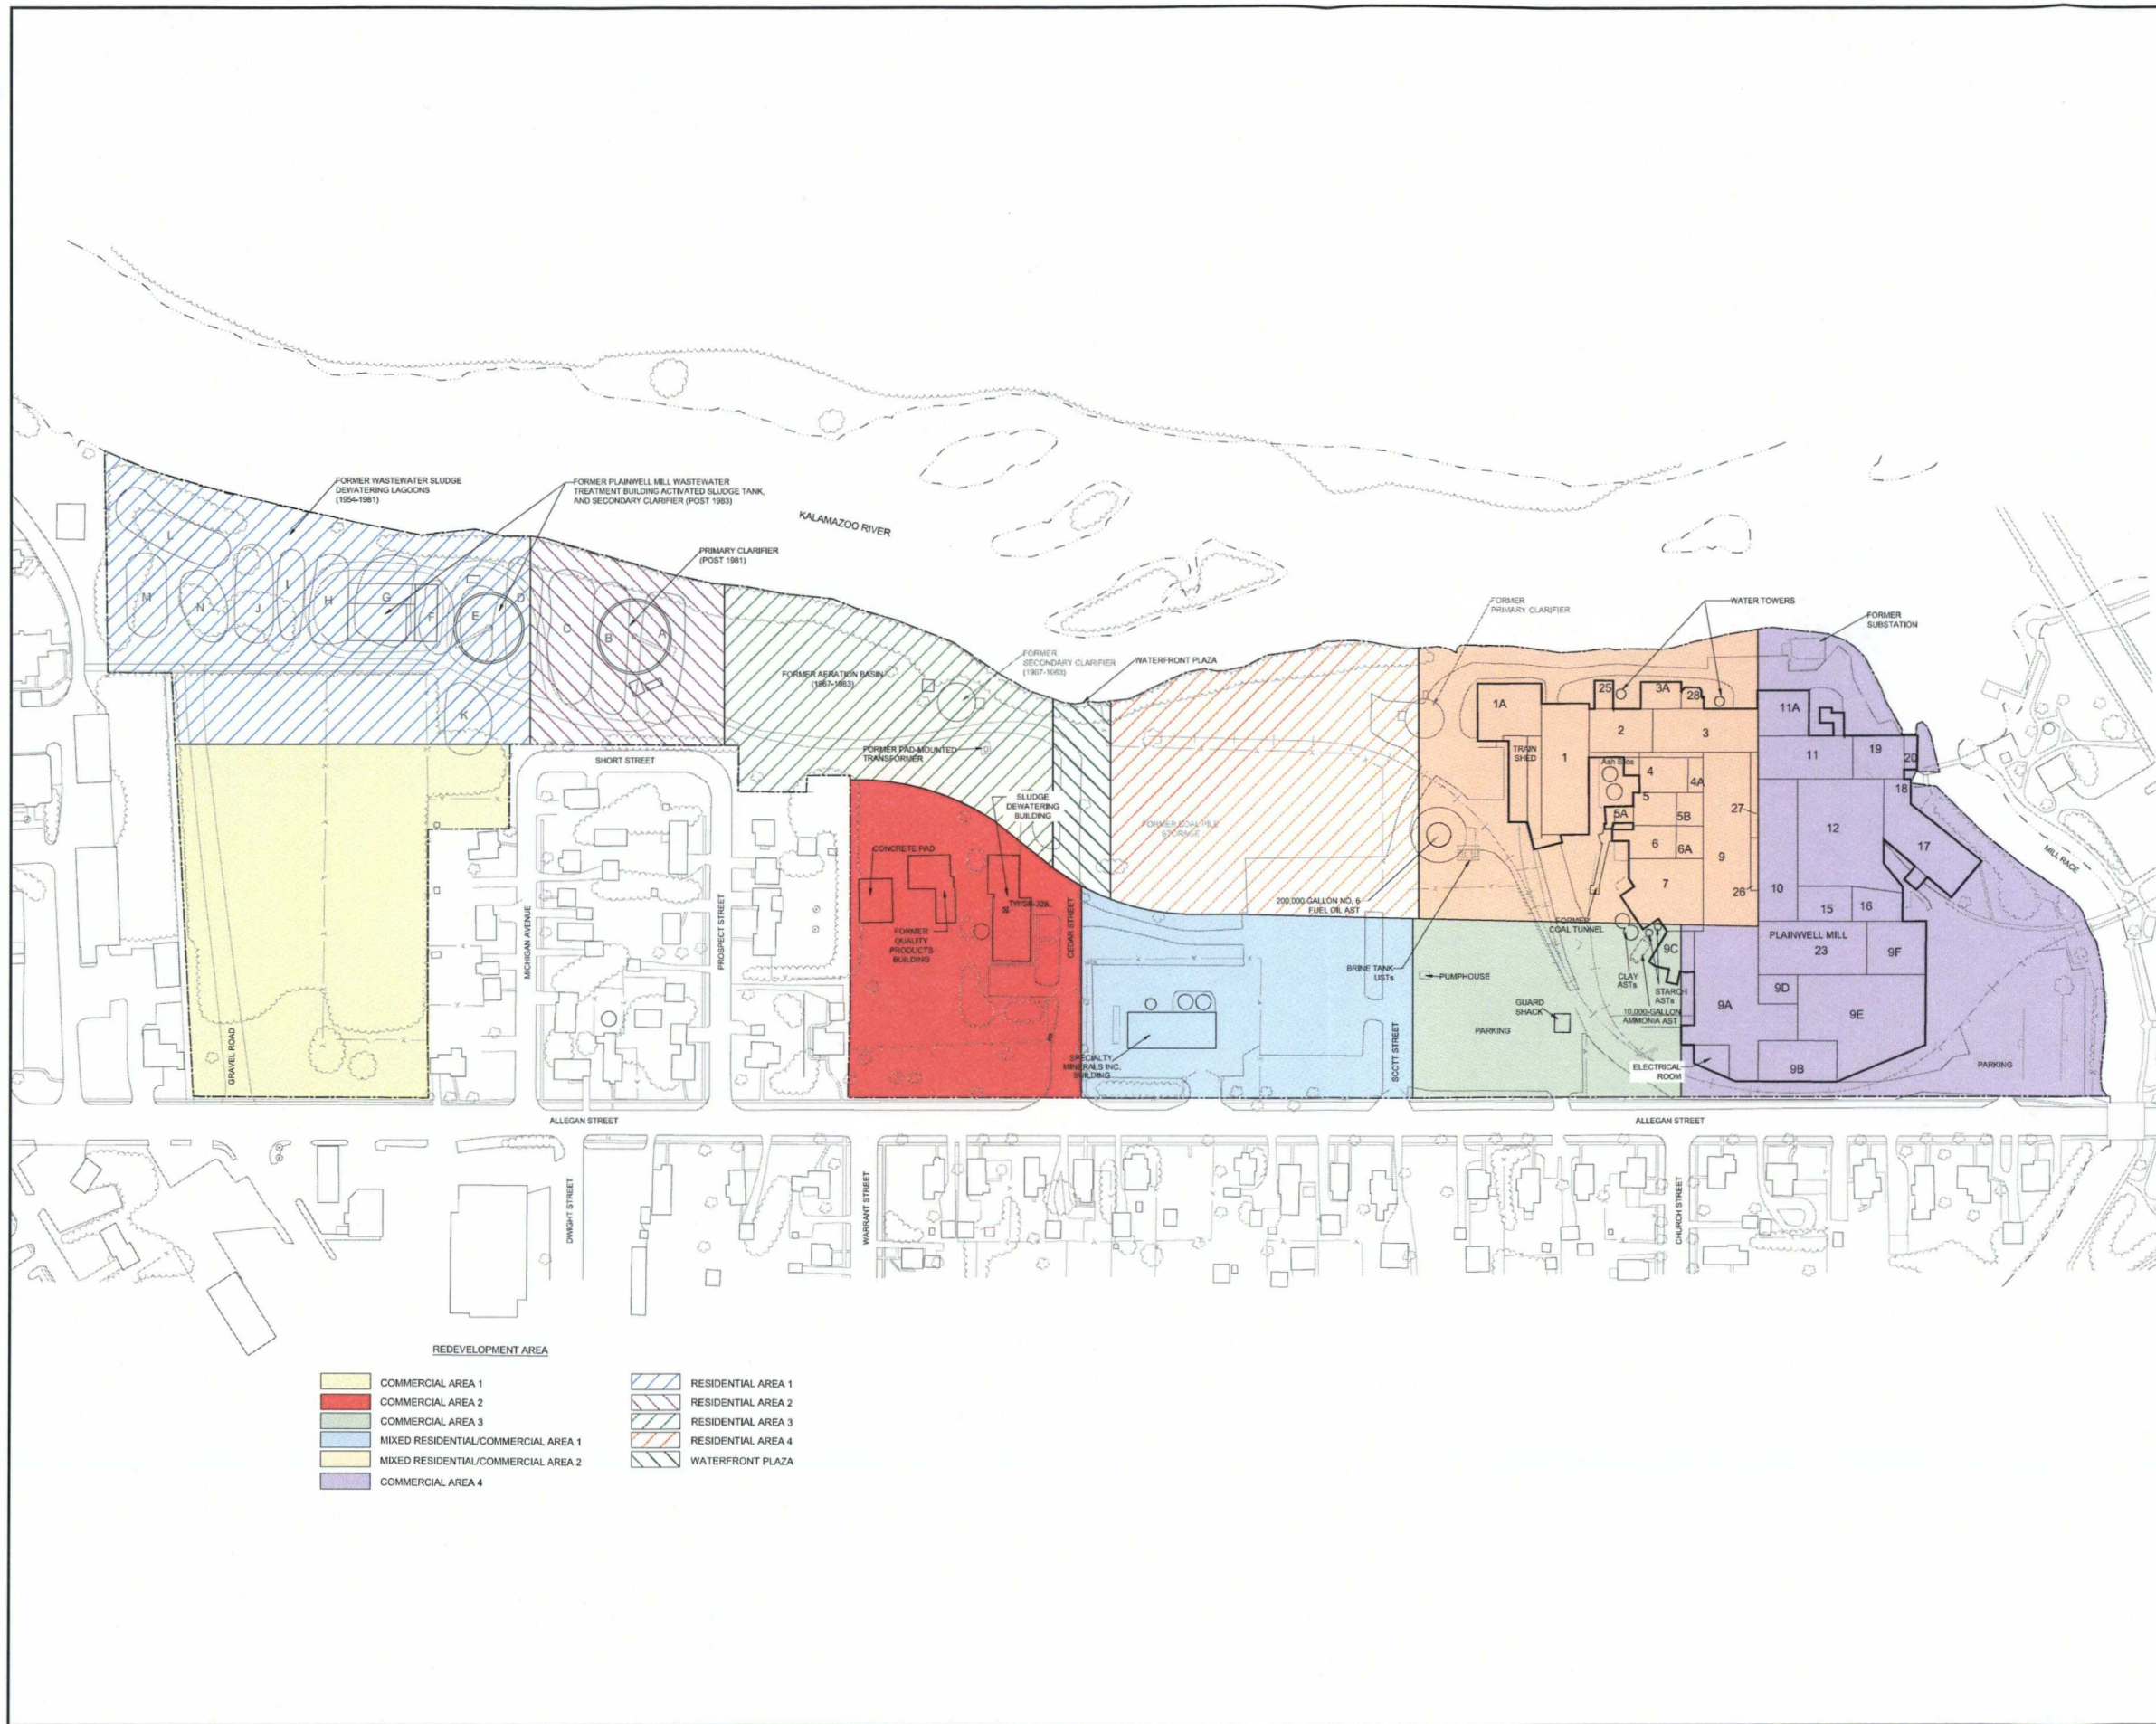 FORMER WASTEWATER SLUDGE
DEWATERING LAGOONS
(1954-1981)
FORMER PLAINWELL MILL WASTEWATER
TREATMENT BUILDING ACTIVATED SLUDGE TANK,
AND SECONDARY CLARIFIER (POST 1983)
KALAMAZOO RIVER
PRIMARY CLARIFIER
(POST 1981)
L
M
N
J
I
H
G
F
E
D
C
B
A
K
FORMER AERATION BASIN
(1967-1983)
FORMER
SECONDARY CLARIFIER
(1967-1983)
WATERFRONT PLAZA
FORMER
PRIMARY CLARIFIER
WATER TOWERS
FORMER
SUBSTATION
FORMER PAD-MOUNTED
TRANSFORMER
SHORT STREET
SLUDGE
DEWATERING
BUILDING
FORMER COAL PILE
STORAGE
CONCRETE PAD
FORMER
QUALITY
PRODUCTS
BUILDING
CEDAR STREET
200,000 GALLON NO. 6
FUEL OIL AST
BRINE TANK
USTs
PUMPHOUSE
1A
TRAIN
SHED
1
25
3A
28
2
3
Ash Silos
4
4A
5
5A
5B
6
6A
7
9
27
26
FORMER
COAL TUNNEL
11A
11
19
20
18
12
17
10
15
16
PLAINWELL MILL
23
9F
9C
9A
9D
9E
9B
CLAY
ASTs
STARCH
ASTs
10,000-GALLON
AMMONIA AST
GUARD
SHACK
PARKING
ELECTRICAL
ROOM
PARKING
MILL RACE
SPECIALTY
MINERALS INC.
BUILDING
SCOTT STREET
GRAVEL ROAD
MICHIGAN AVENUE
PROSPECT STREET
ALLEGAN STREET
ALLEGAN STREET
DWIGHT STREET
WARRANT STREET
CHURCH STREET
REDEVELOPMENT AREA
COMMERCIAL AREA 1
COMMERCIAL AREA 2
COMMERCIAL AREA 3
MIXED RESIDENTIAL/COMMERCIAL AREA 1
MIXED RESIDENTIAL/COMMERCIAL AREA 2
COMMERCIAL AREA 4
RESIDENTIAL AREA 1
RESIDENTIAL AREA 2
RESIDENTIAL AREA 3
RESIDENTIAL AREA 4
WATERFRONT PLAZA